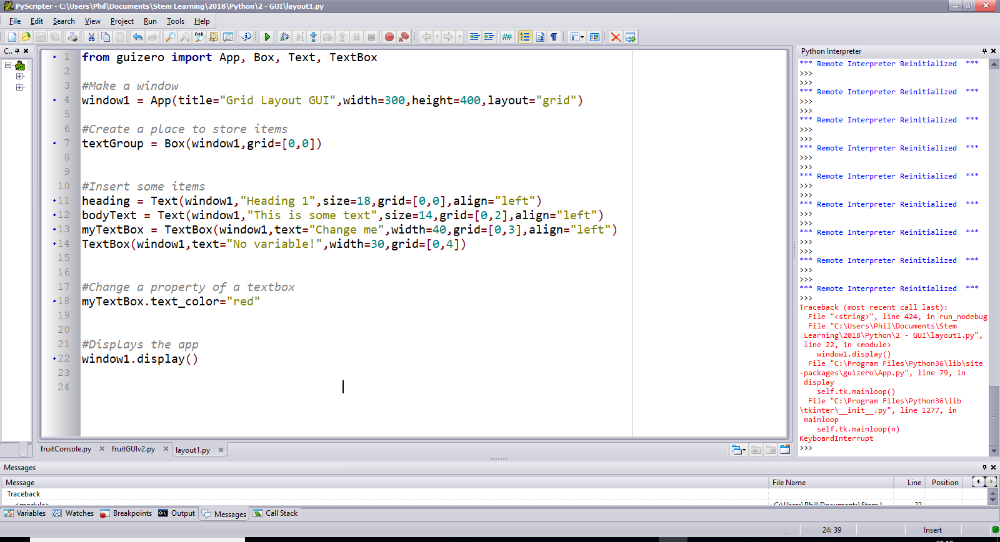 PyScripter - C:\Users\Phil\Documents\Stem Learning\2018\Python\2 - GUI\layout1.py
File Edit Search View Project Run Tools Help
C..
1 from guizero import App, Box, Text, TextBox
2
3 #Make a window
4 window1 = App(title="Grid Layout GUI",width=300,height=400,layout="grid")
5
6 #Create a place to store items
7 textGroup = Box(window1,grid=[0,0])
8
9
10 #Insert some items
11 heading = Text(window1,"Heading 1",size=18,grid=[0,0],align="left")
12 bodyText = Text(window1,"This is some text",size=14,grid=[0,2],align="left")
13 myTextBox = TextBox(window1,text="Change me",width=40,grid=[0,3],align="left")
14 TextBox(window1,text="No variable!",width=30,grid=[0,4])
15
16
17 #Change a property of a textbox
18 myTextBox.text_color="red"
19
20
21 #Displays the app
22 window1.display()
23
24
fruitConsole.py fruitGUIv2.py layout1.py
Python Interpreter
*** Remote Interpreter Reinitialized ***
>>>
>>>
*** Remote Interpreter Reinitialized ***
>>>
>>>
*** Remote Interpreter Reinitialized ***
>>>
>>>
*** Remote Interpreter Reinitialized ***
>>>
>>>
*** Remote Interpreter Reinitialized ***
>>>
>>>
*** Remote Interpreter Reinitialized ***
>>>
>>>
*** Remote Interpreter Reinitialized ***
>>>
>>>
*** Remote Interpreter Reinitialized ***
>>>
>>>
*** Remote Interpreter Reinitialized ***
>>>
Traceback (most recent call last):
File "<string>", line 424, in run_nodebug
File "C:\Users\Phil\Documents\Stem
Learning\2018\Python\2 - GUI\layout1.py",
line 22, in <module>
window1.display()
File "C:\Program Files\Python36\lib\site
-packages\guizero\App.py", line 79, in
display
self.tk.mainloop()
File "C:\Program Files\Python36\lib
\tkinter\__init__.py", line 1277, in
mainloop
self.tk.mainloop(n)
KeyboardInterrupt
>>>
Messages
Message File Name Line Position
Traceback
<module> C:\Users\Phil\Documents\Stem L 22
Variables Watches Breakpoints Output Messages Call Stack
24: 39 Insert